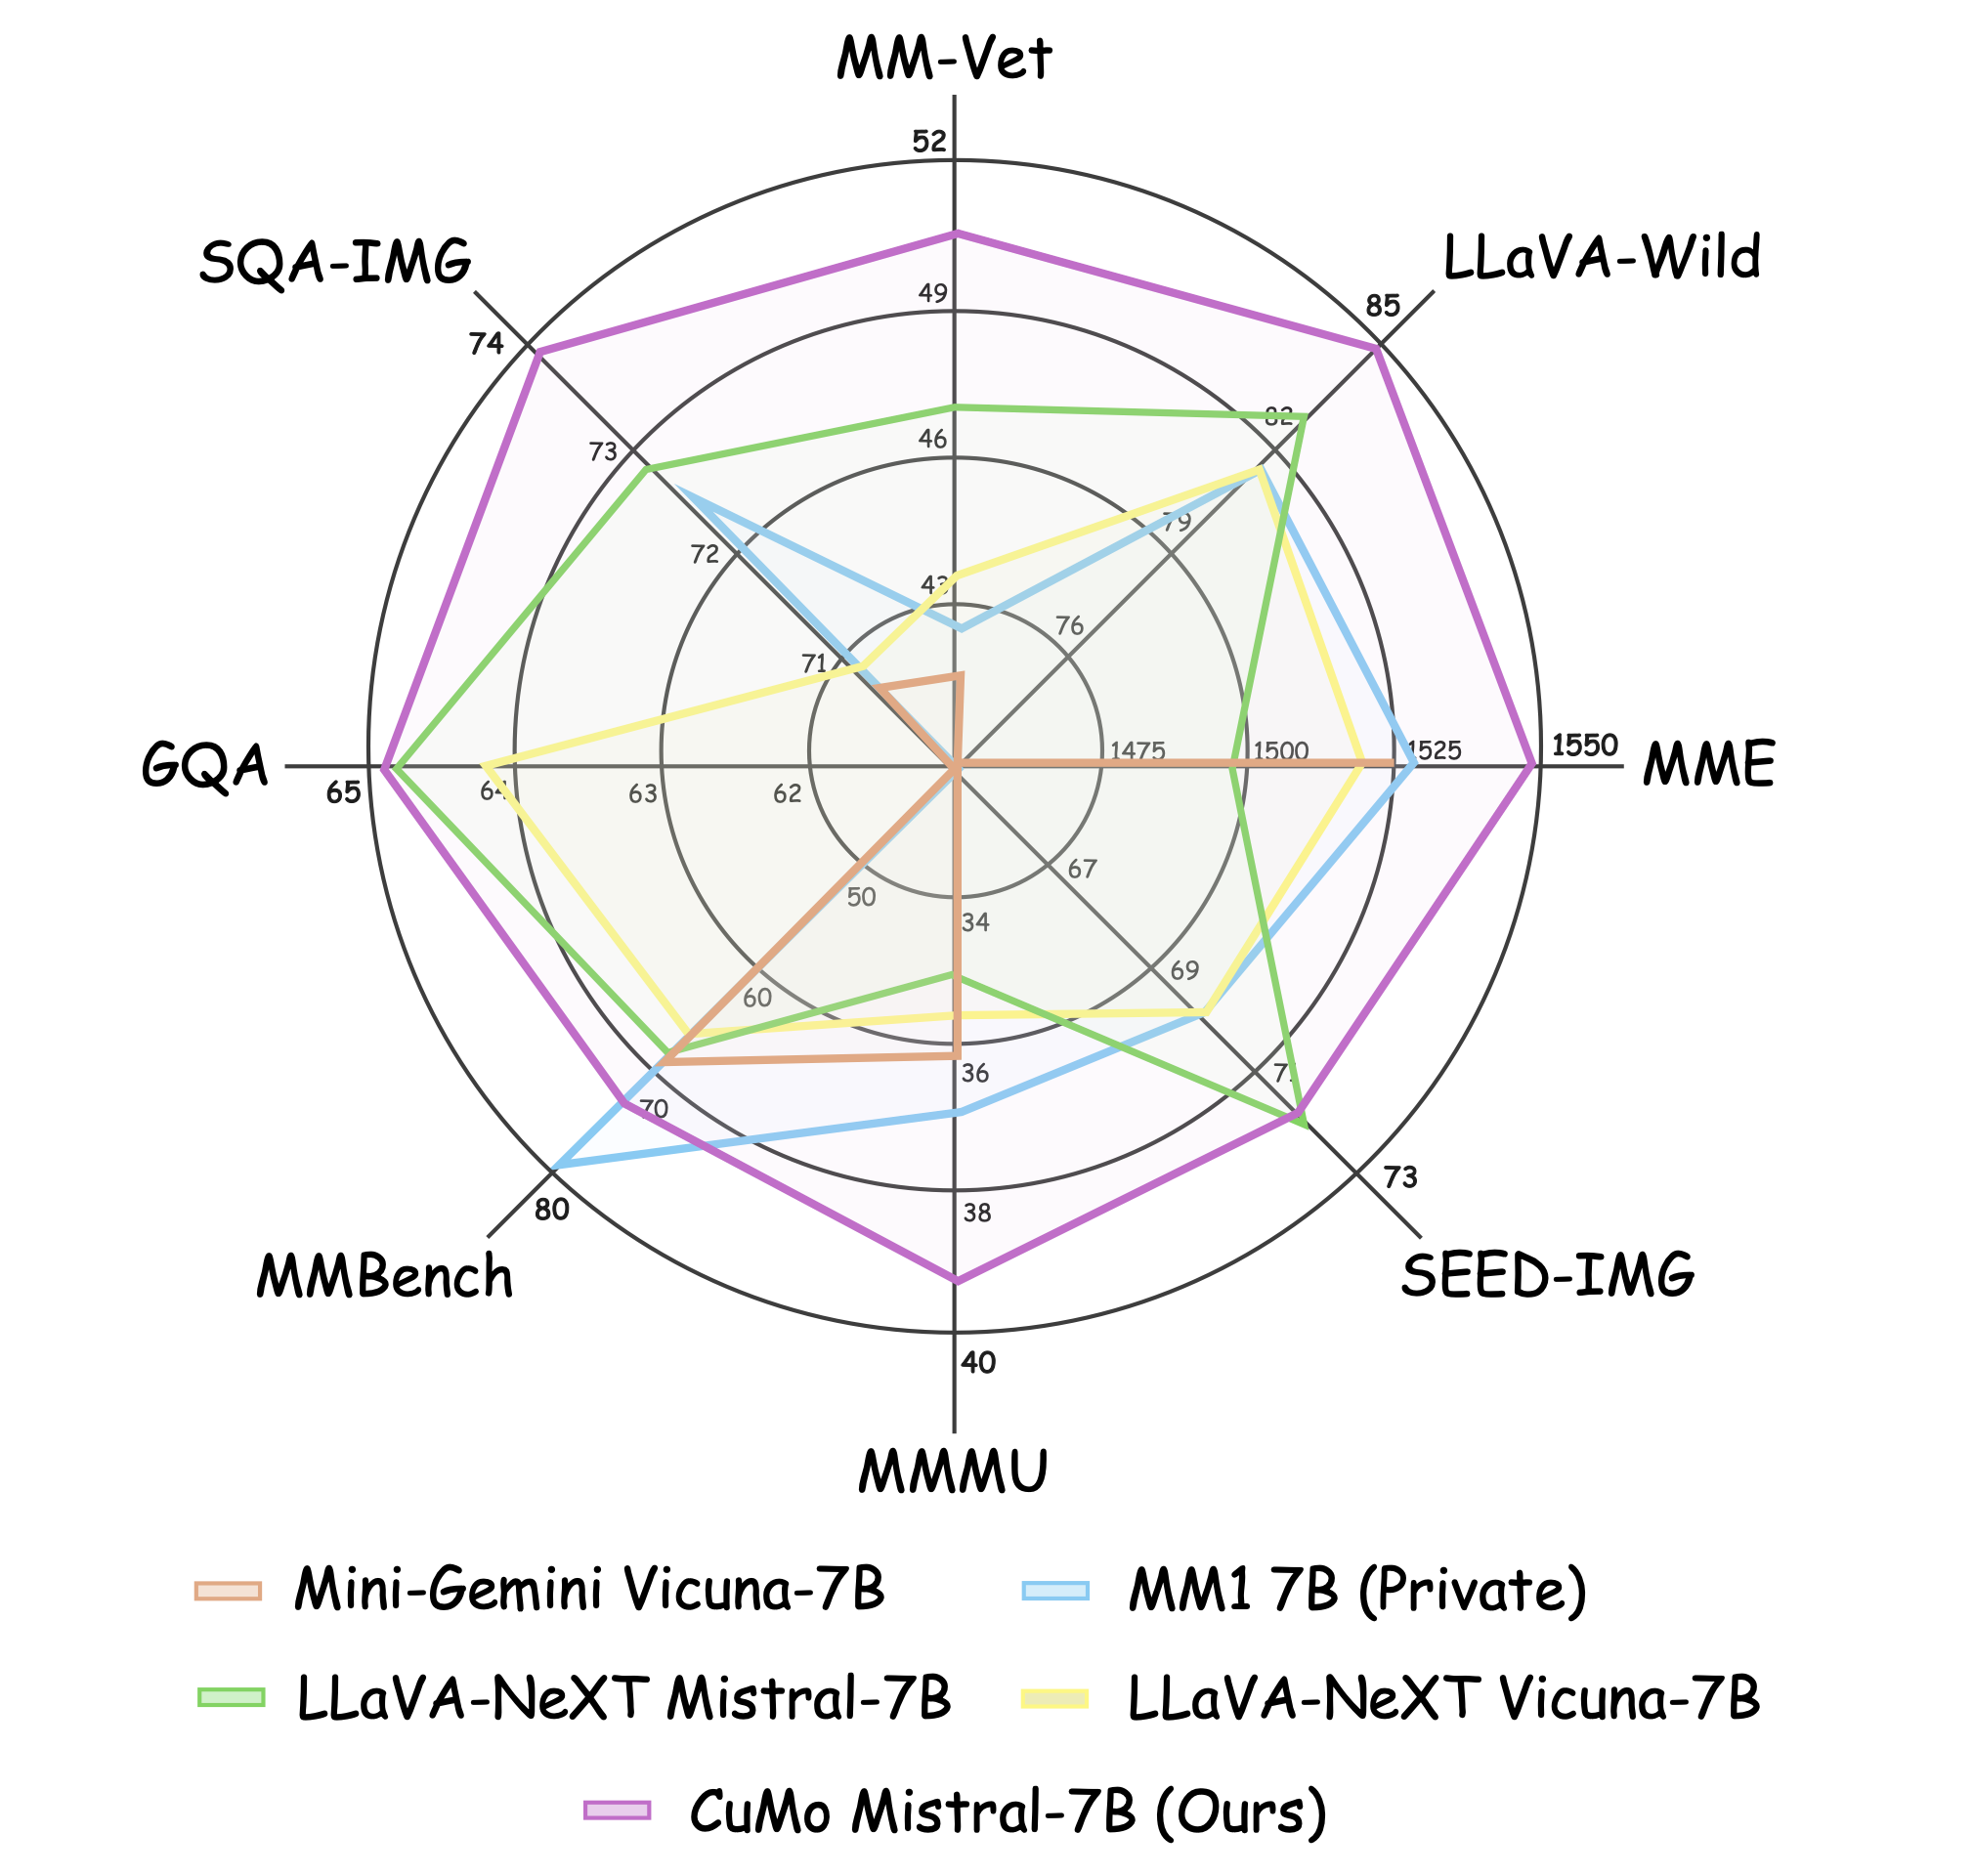 MM-Vet
52
SQA-IMG
LLaVA-Wild
85
49
74
82
46
73
79
72
43
76
71
GQA
1475
1500
1525
1550
MME
65
64
63
62
67
50
34
69
60
36
70
73
80
38
MMBench
SEED-IMG
40
MMMU
Mini-Gemini Vicuna-7B
MM1 7B (Private)
LLaVA-NeXT Mistral-7B
LLaVA-NeXT Vicuna-7B
CuMo Mistral-7B (Ours)